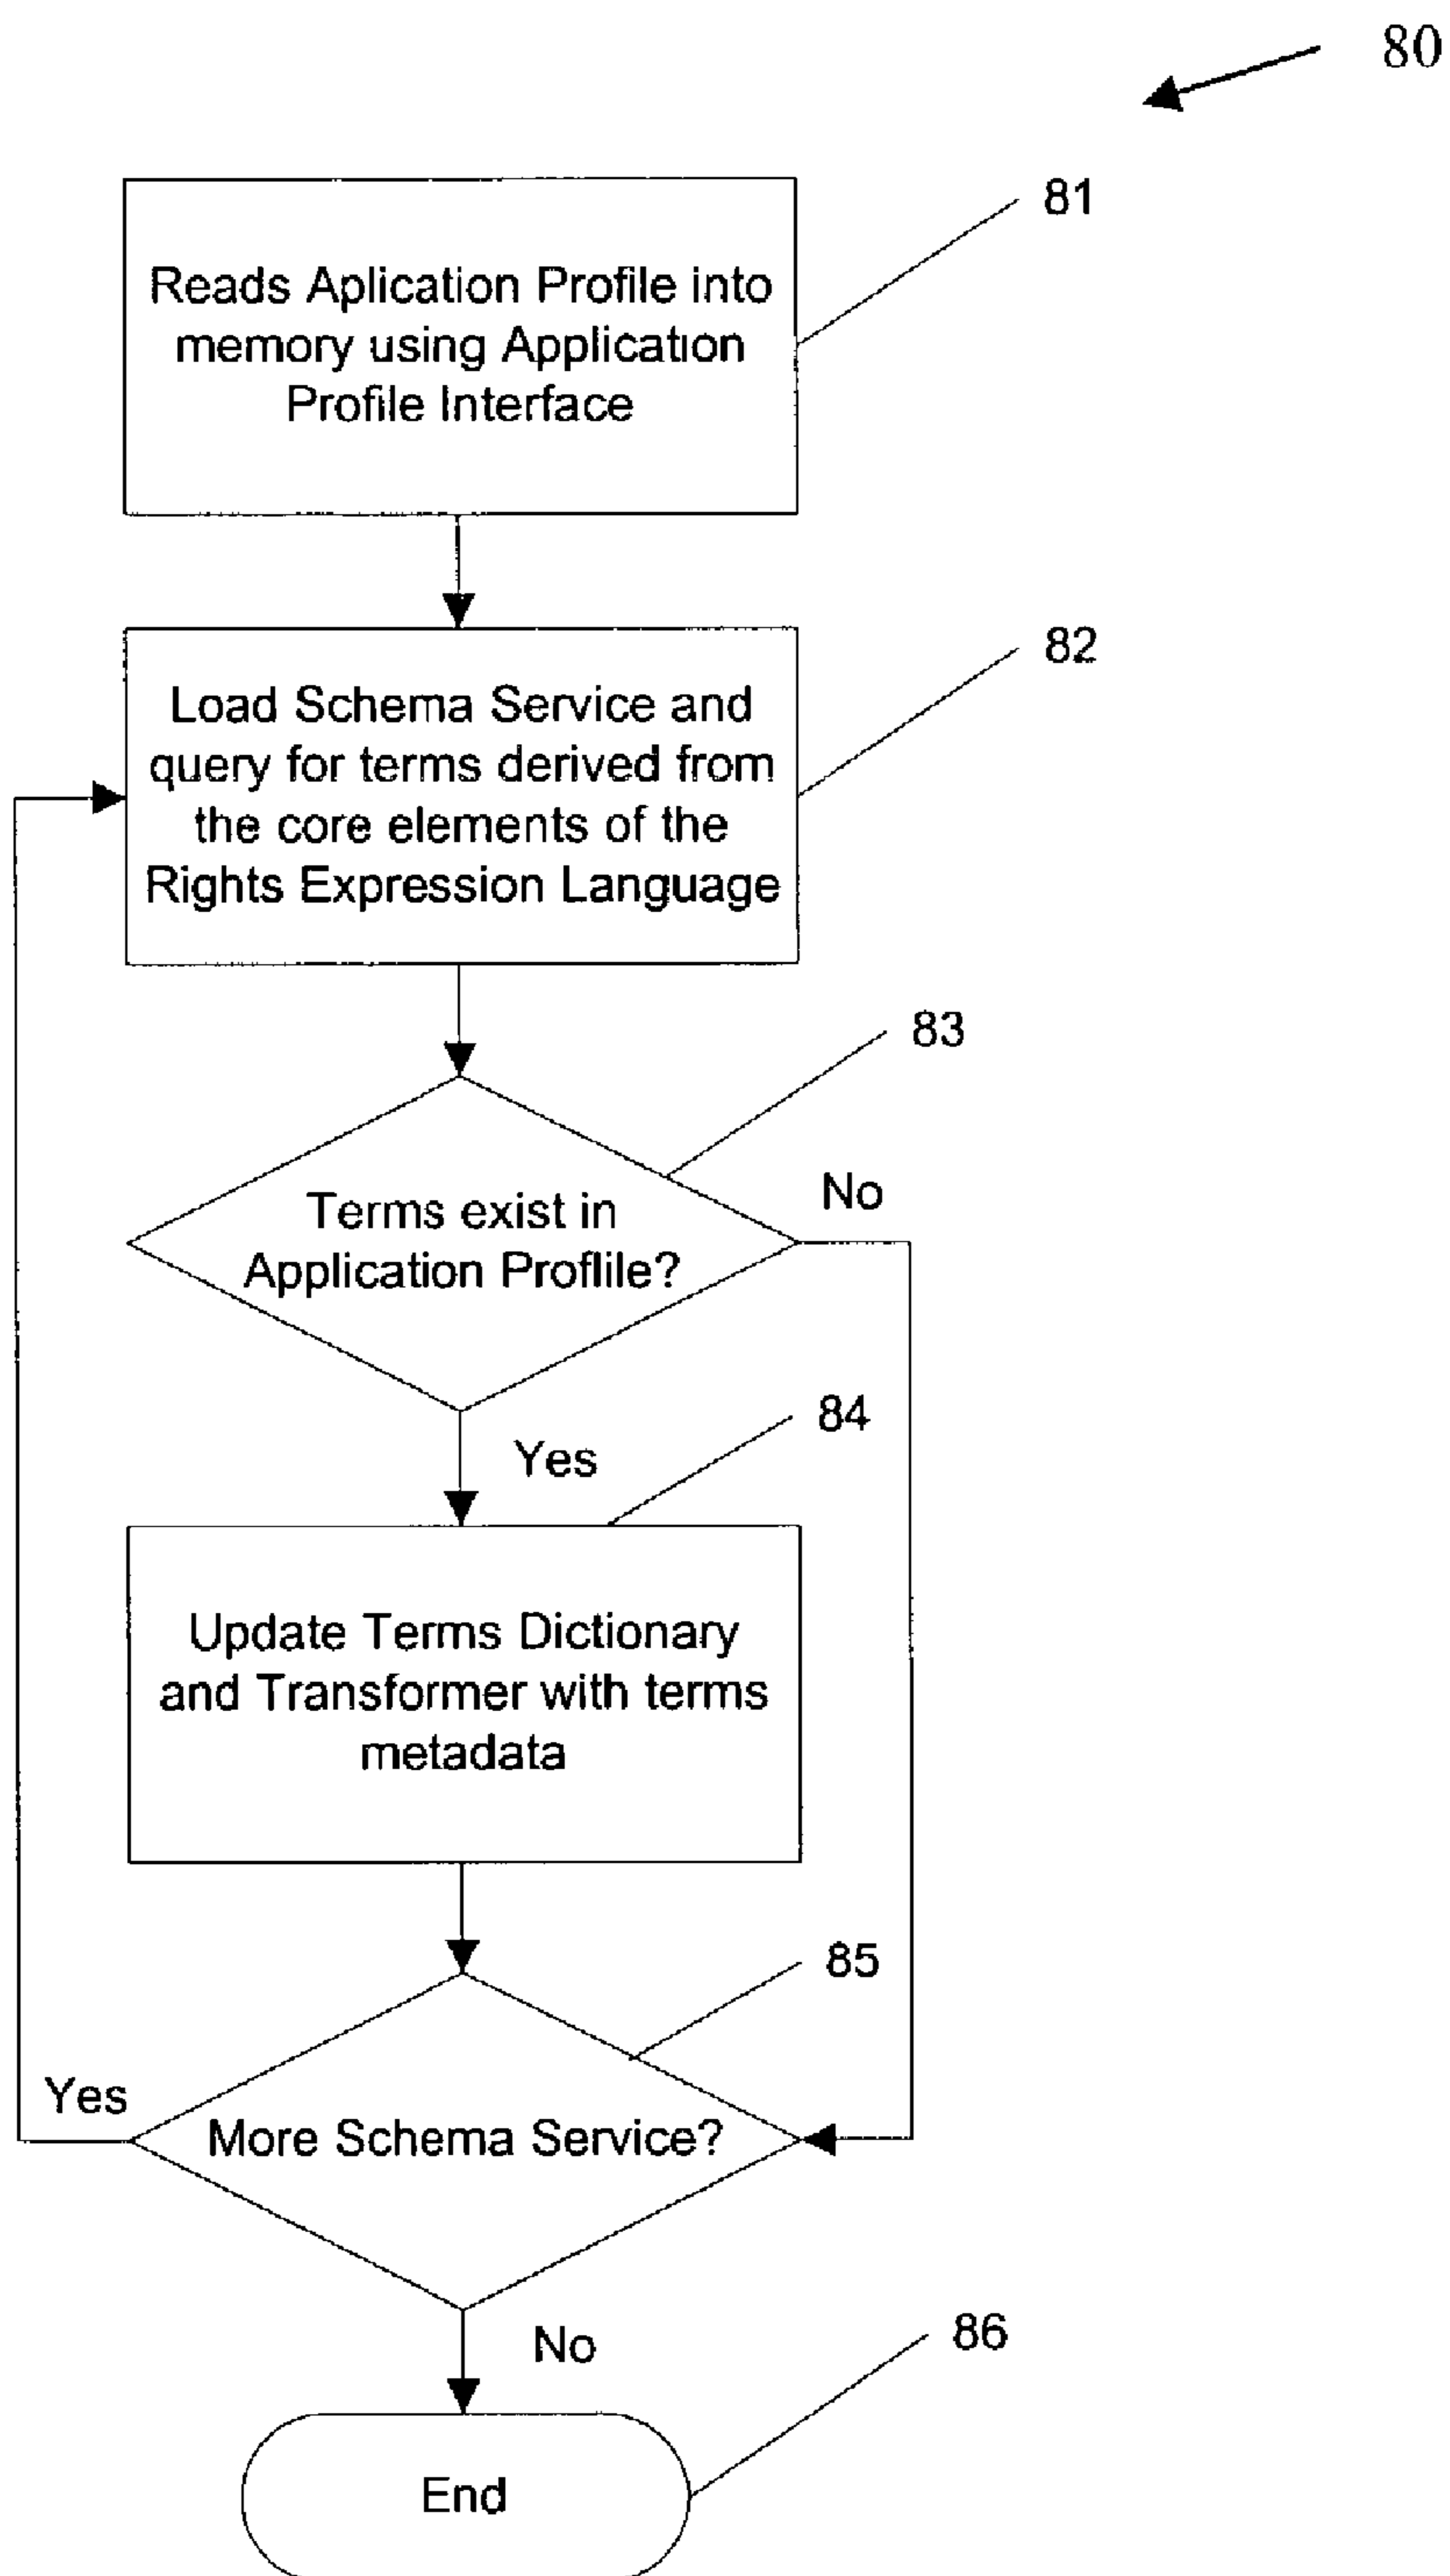 80
81
Reads Aplication Profile into
memory using Application
Profile Interface
82
Load Schema Service and
query for terms derived from
the core elements of the
Rights Expression Language
83
No
Terms exist in
Application Proflile?
84
Yes
Update Terms Dictionary
and Transformer with terms
metadata
85
Yes
More Schema Service?
No
86
End